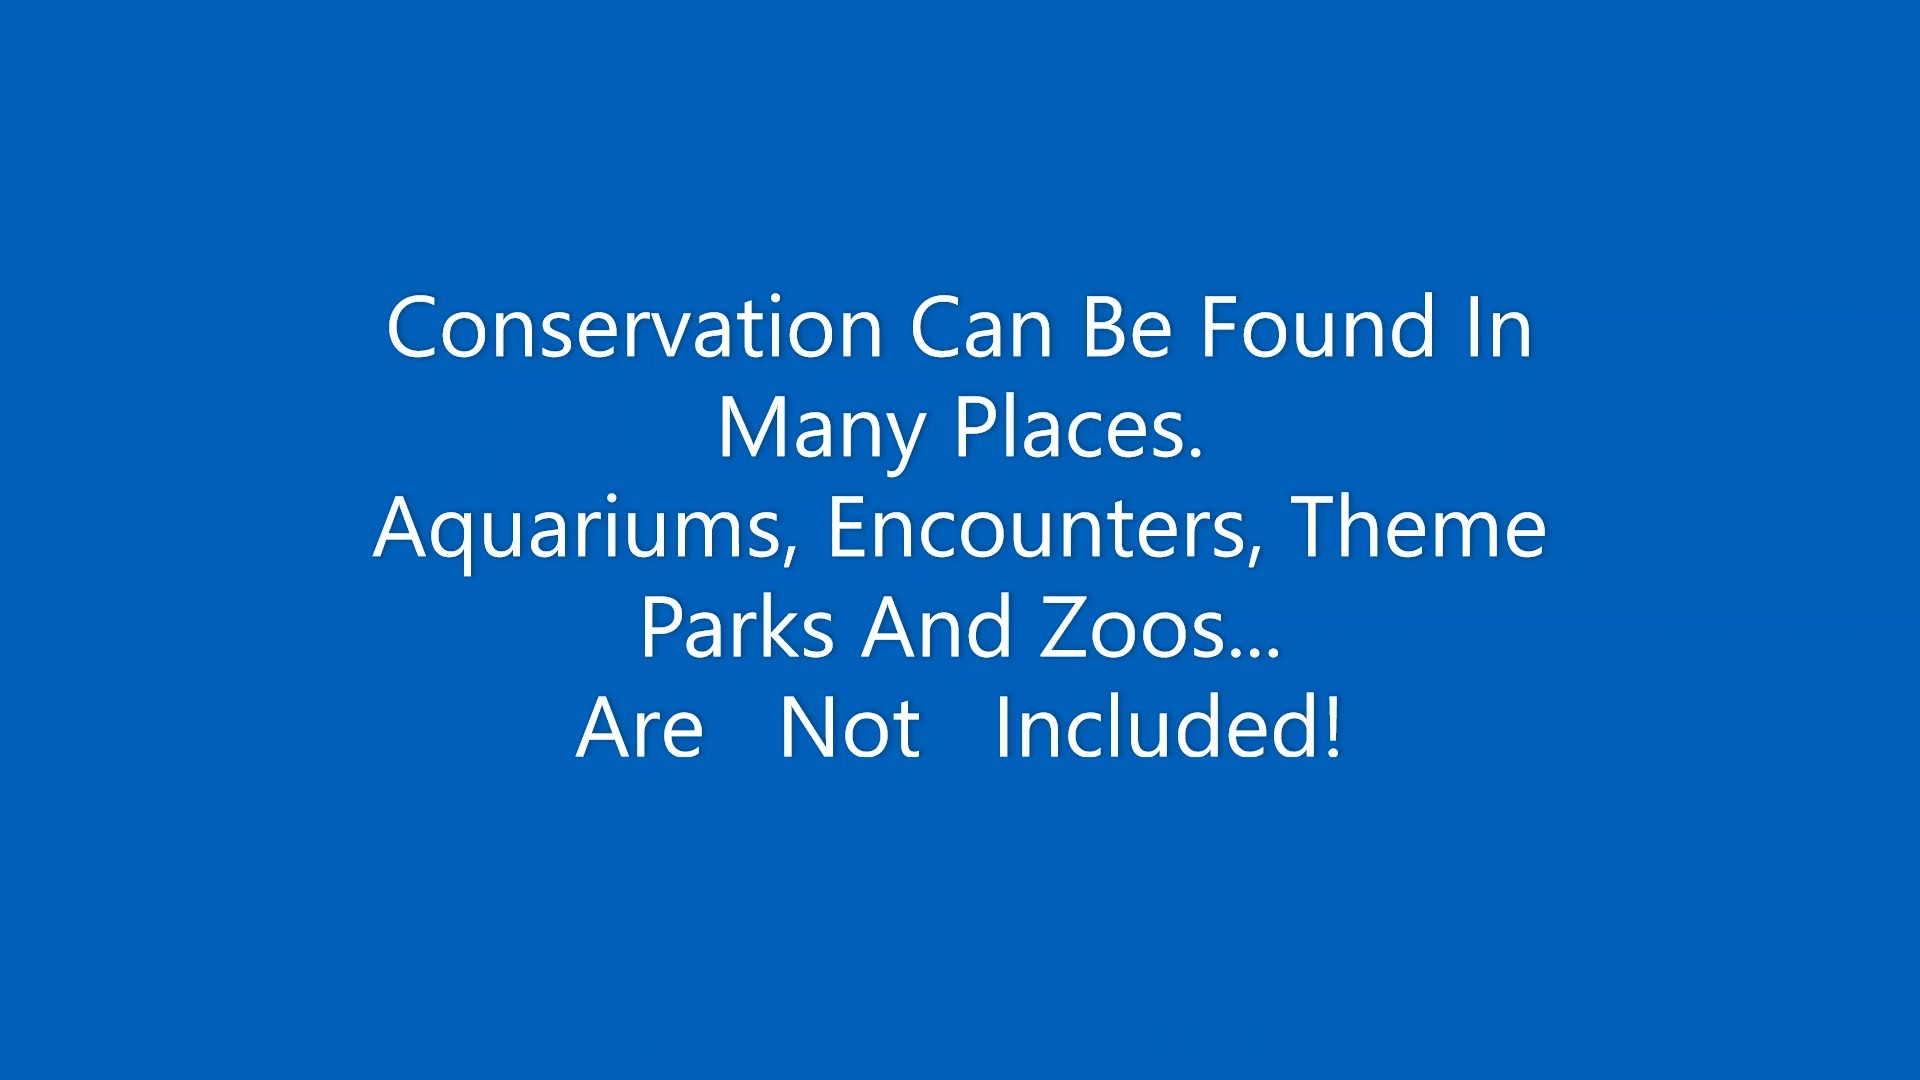 Conservation Can Be Found In
Many Places.
Aquariums, Encounters, Theme
Parks And Zoos...
Are Not Included!